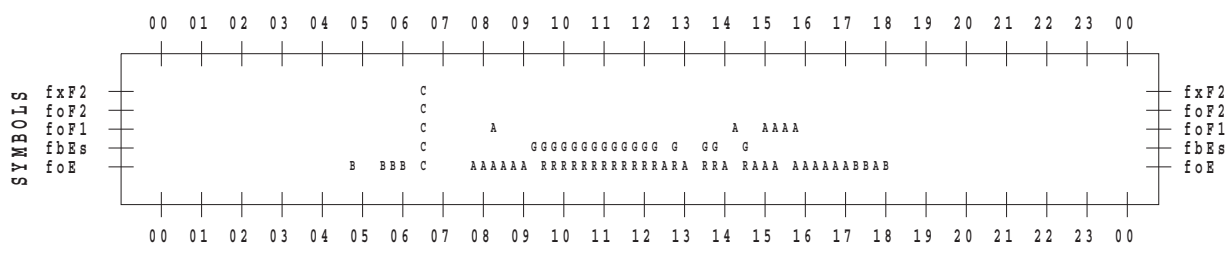 00 01 02 03 04 05 06 07 08 09 10 11 12 13 14 15 16 17 18 19 20 21 22 23 00
SYMBOLS
fxF2 C fxF2
foF2 C foF2
foF1 C A A AAAA foF1
fbEs C GGGGGGGGGGGGG G GG G fbEs
foE B BBB C AAAAAA RRRRRRRRRRRRARA RRA RAAA AAAAAABBAB foE
00 01 02 03 04 05 06 07 08 09 10 11 12 13 14 15 16 17 18 19 20 21 22 23 00